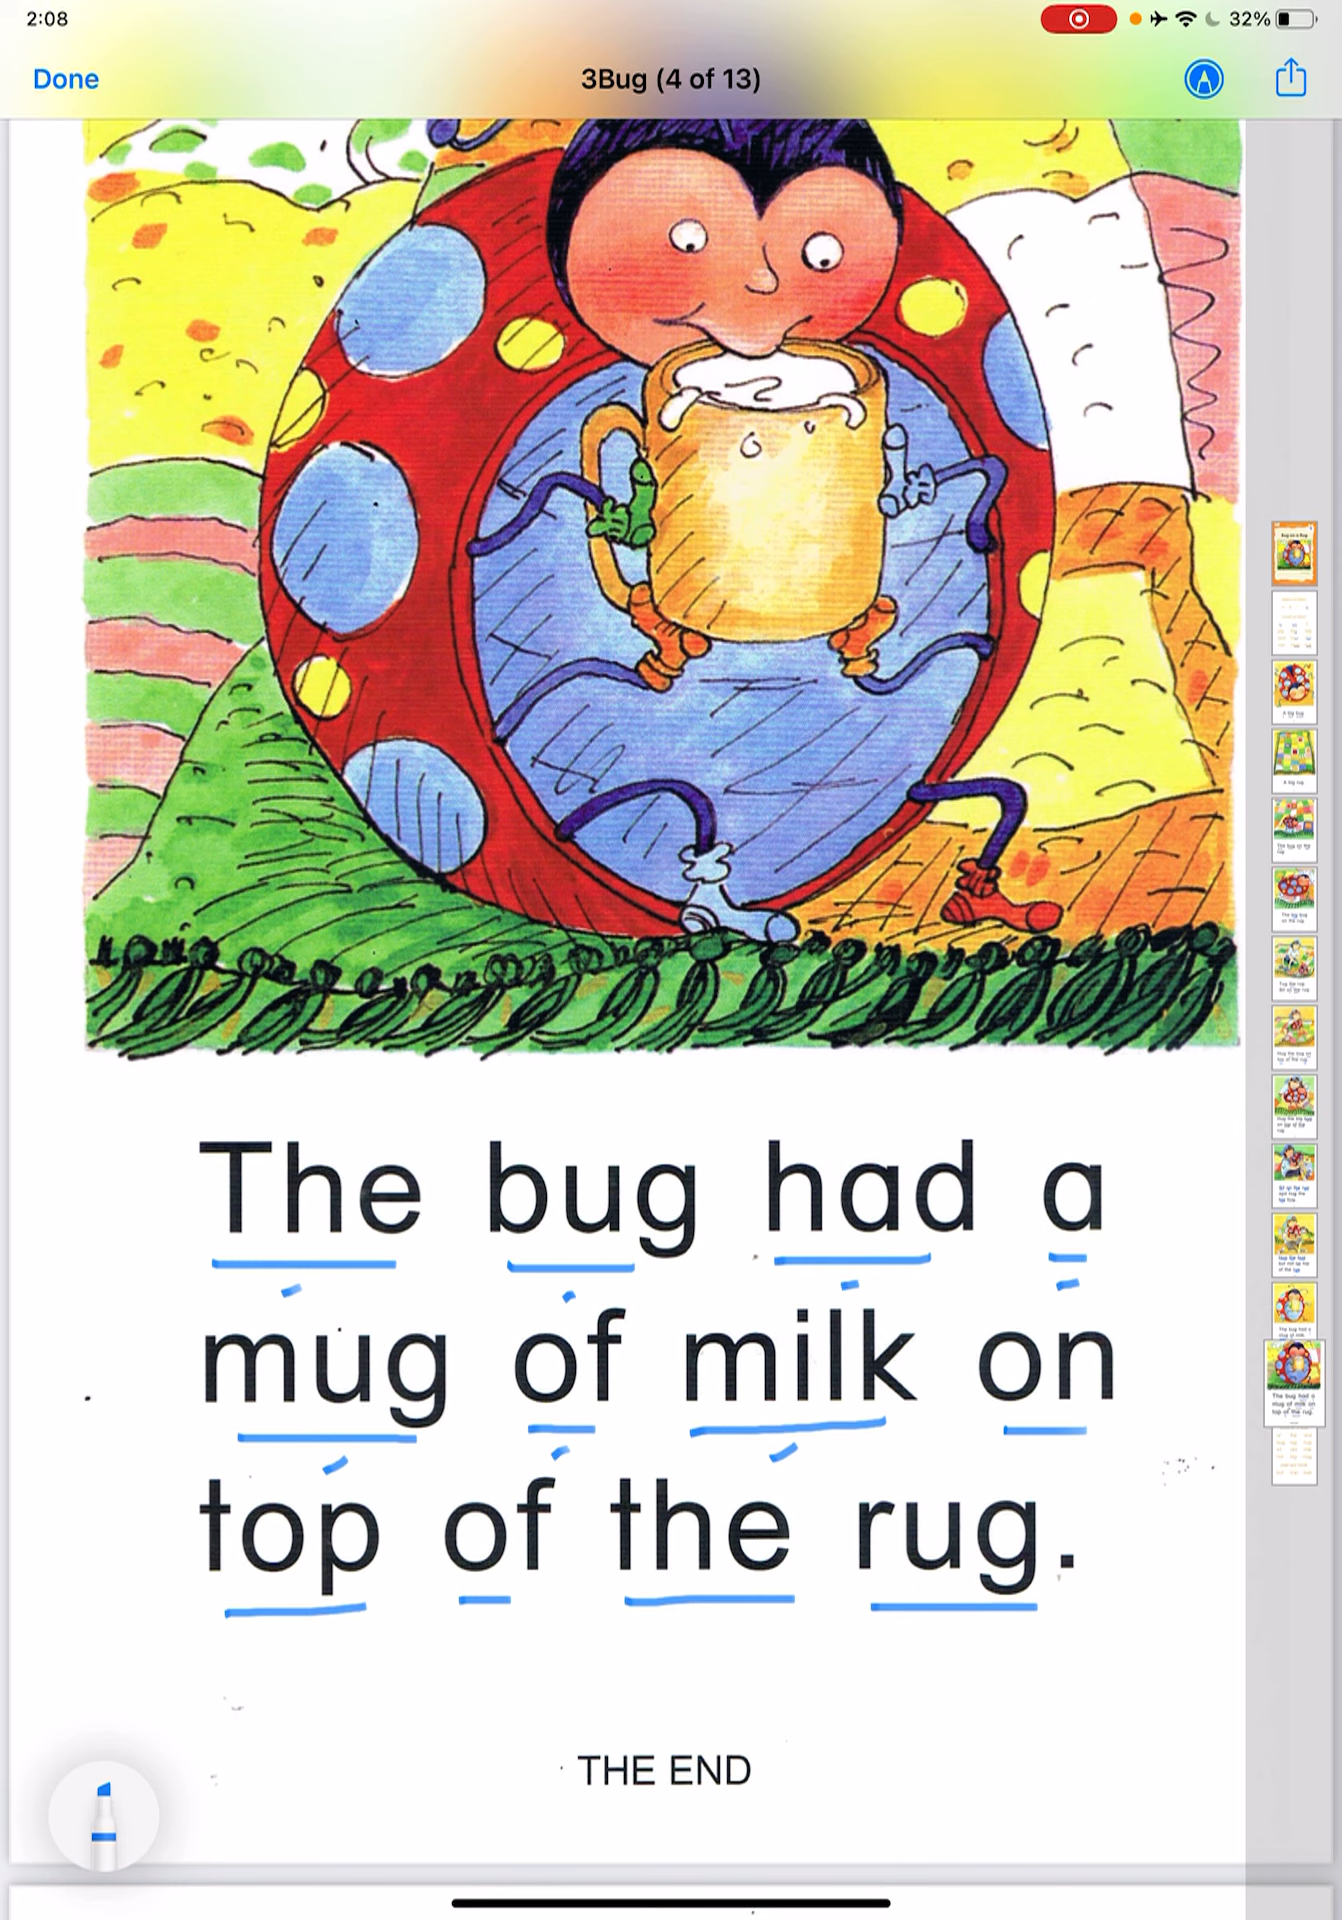 2:08
32%
Done
3Bug (4 of 13)
The bug had a
mug of milk on
top of the rug.
THE END